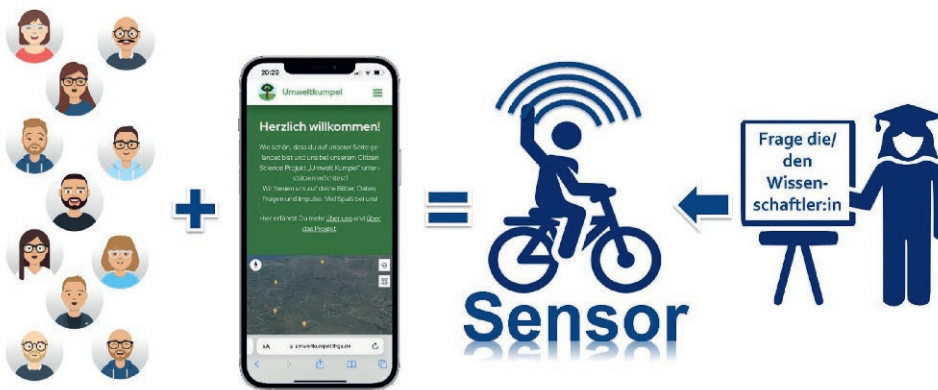 20/29
Umweltkumpel
Herzlich willkommen!
Wie schön, dass du auf unserer Seite ge-
landet bist und uns bei unserem Citizen
Science Projekt „Umwelt Kumpel" unter-
stützen möchtest!
Wir freuen uns auf deine Bilder, Daten,
Fragen und Impulse. Viel Spaß bei uns!
Hier erfährst Du mehr über uns und über
das Projekt
AA
Sensor
Frage die/
den
Wissen-
schaftler:in